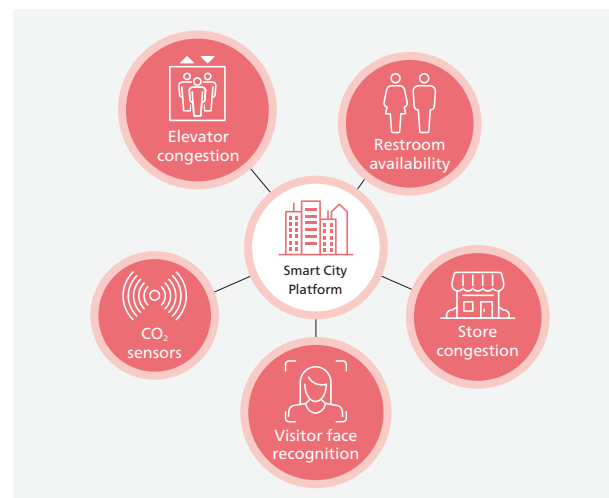 Elevator
congestion
Restroom
availability
Smart City
Platform
CO₂
sensors
Store
congestion
Visitor face
recognition